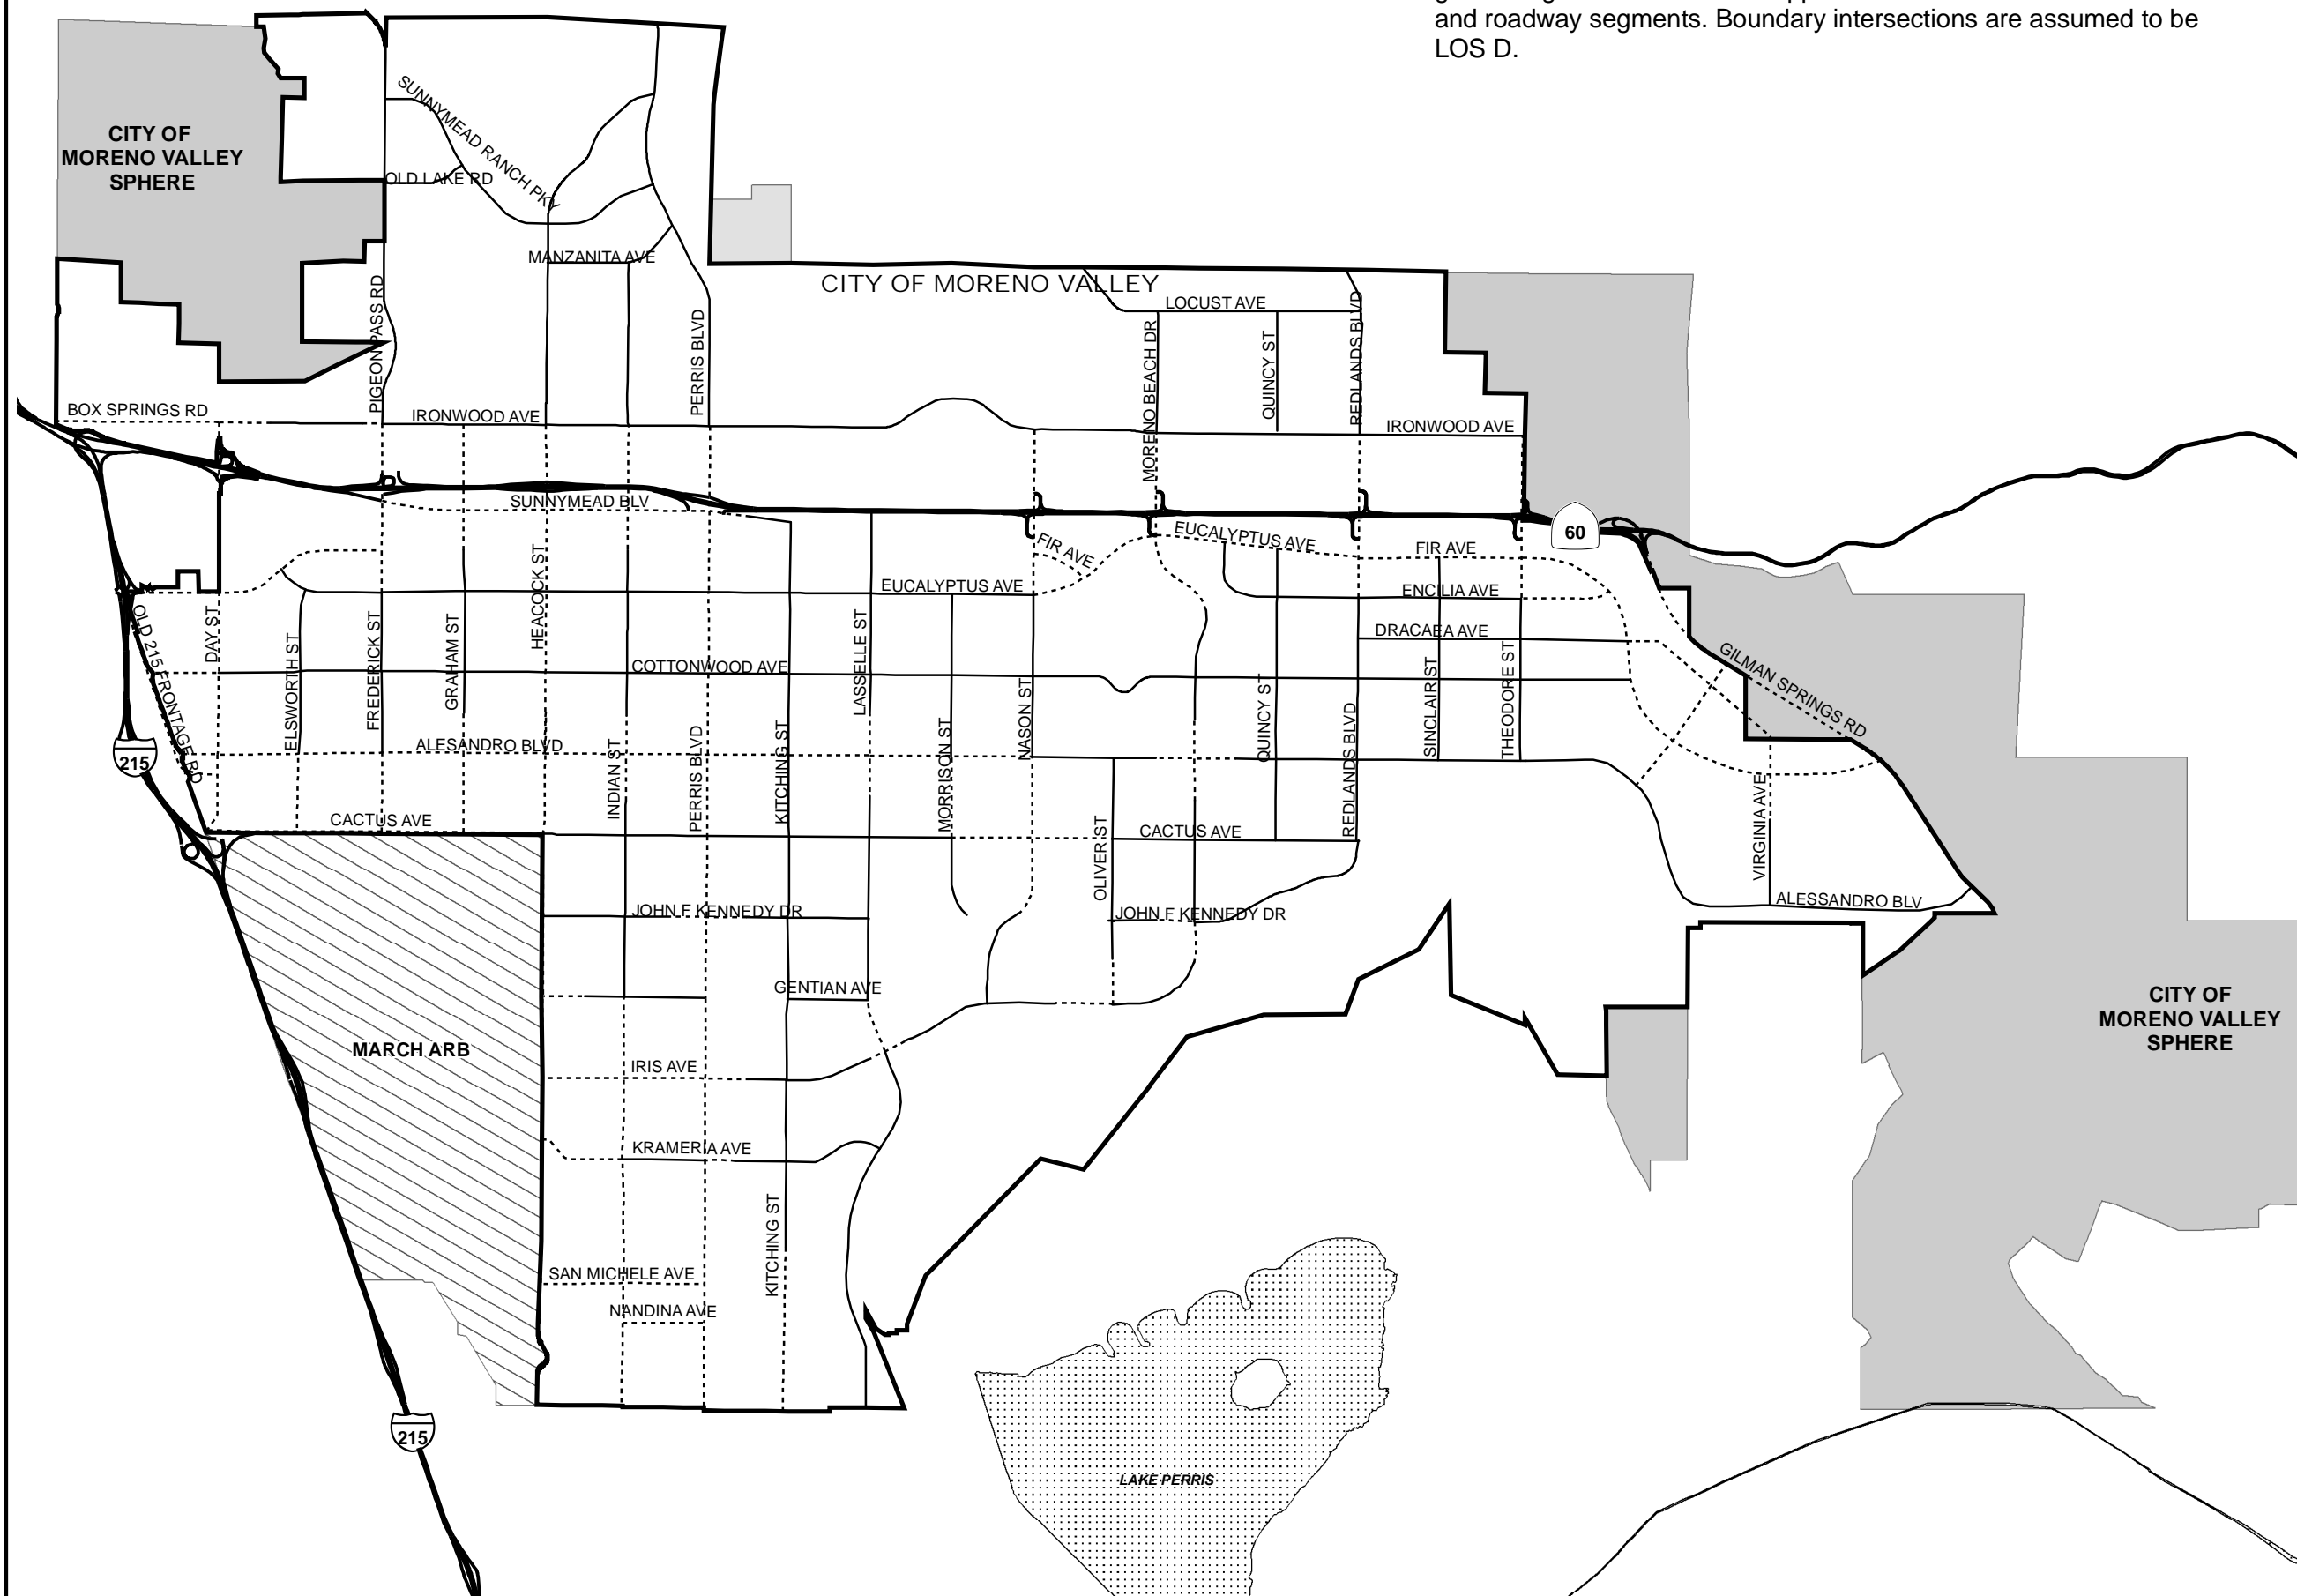 and roadway segments. Boundary intersections are assumed to be
LOS D.
CITY OF
MORENO VALLEY
SPHERE
SUNNYMEAD RANCH PKY
OLD LAKE RD
MANZANITA AVE
CITY OF MORENO VALLEY
LOCUST AVE
PIGEON PASS RD
PERRIS BLVD
MORENO BEACH DR
QUINCY ST
REDLANDS BLVD
BOX SPRINGS RD
IRONWOOD AVE
IRONWOOD AVE
SUNNYMEAD BLV
60
FIR AVE
EUCALYPTUS AVE
FIR AVE
EUCALYPTUS AVE
ENCILIA AVE
OLD 215 FRONTAGE RD
DAY ST
ELSWORTH ST
FREDERICK ST
GRAHAM ST
HEACOCK ST
LASSELLE ST
DRACAEA AVE
COTTONWOOD AVE
NASON ST
QUINCY ST
REDLANDS BLVD
SINCLAIR ST
THEODORE ST
GILMAN SPRINGS RD
215
ALESANDRO BLVD
INDIAN ST
PERRIS BLVD
KITCHING ST
MORRISON ST
OLIVER ST
VIRGINIA AVE
CACTUS AVE
CACTUS AVE
JOHN F KENNEDY DR
JOHN F KENNEDY DR
ALESSANDRO BLV
GENTIAN AVE
CITY OF
MORENO VALLEY
SPHERE
MARCH ARB
IRIS AVE
KRAMERIA AVE
KITCHING ST
SAN MICHELE AVE
NANDINA AVE
215
LAKE PERRIS